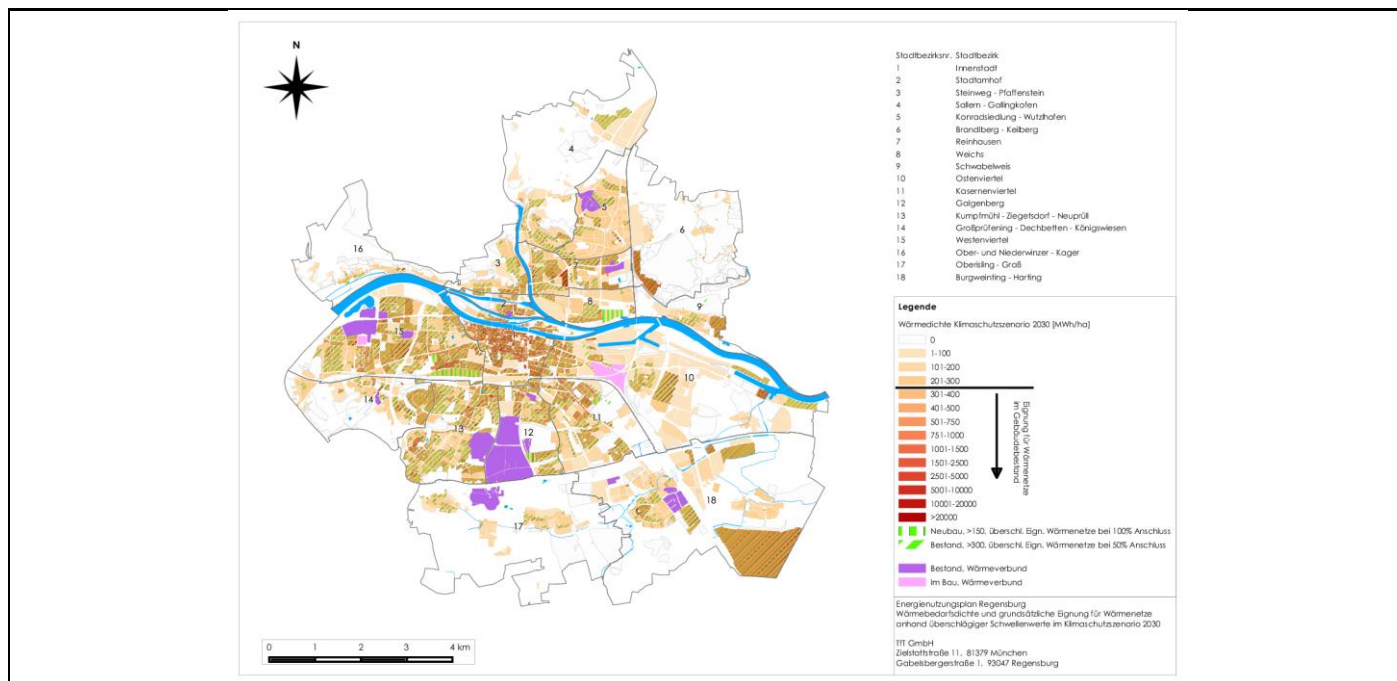 N
Stadtbezirksnr. Stadtbezirk
1 Innenstadt
2 Stadtamhof
3 Steinweg - Pfaffenstein
4 Sallern - Gallingkofen
5 Konradsiedlung - Wutzlhofen
6 Brandlberg - Keilberg
7 Reinhausen
8 Weichs
9 Schwabelweis
10 Ostenviertel
11 Kasernenviertel
12 Galgenberg
13 Kumpfmühl - Ziegetsdorf - Neuprüll
14 Großprüfening - Dechbetten - Königswiesen
15 Westenviertel
16 Ober- und Niederwinzer - Kager
17 Oberisling - Graß
18 Burgweinting - Harting
4
5
6
16
3
7
9
8
2
15
1
10
14
11
13
12
18
17
Legende
Wärmedichte Klimaschutzszenario 2030 [MWh/ha]
0
1-100
101-200
201-300
301-400
401-500
501-750
751-1000
1001-1500
1501-2500
2501-5000
5001-10000
10001-20000
>20000
Eignung für Wärmenetze
im Gebäudebestand
Neubau, >150, überschl. Eign. Wärmenetze bei 100% Anschluss
Bestand, >300, überschl. Eign. Wärmenetze bei 50% Anschluss
Bestand, Wärmeverbund
Im Bau, Wärmeverbund
Energienutzungsplan Regensburg
Wärmebedorfsdichte und grundsätzliche Eignung für Wärmenetze
anhand überschlägiger Schwellenwerte im Klimaschutzszenario 2030
TfT GmbH
Zielstattstraße 11, 81379 München
Gabelsbergerstraße 1, 93047 Regensburg
0 1 2 3 4 km